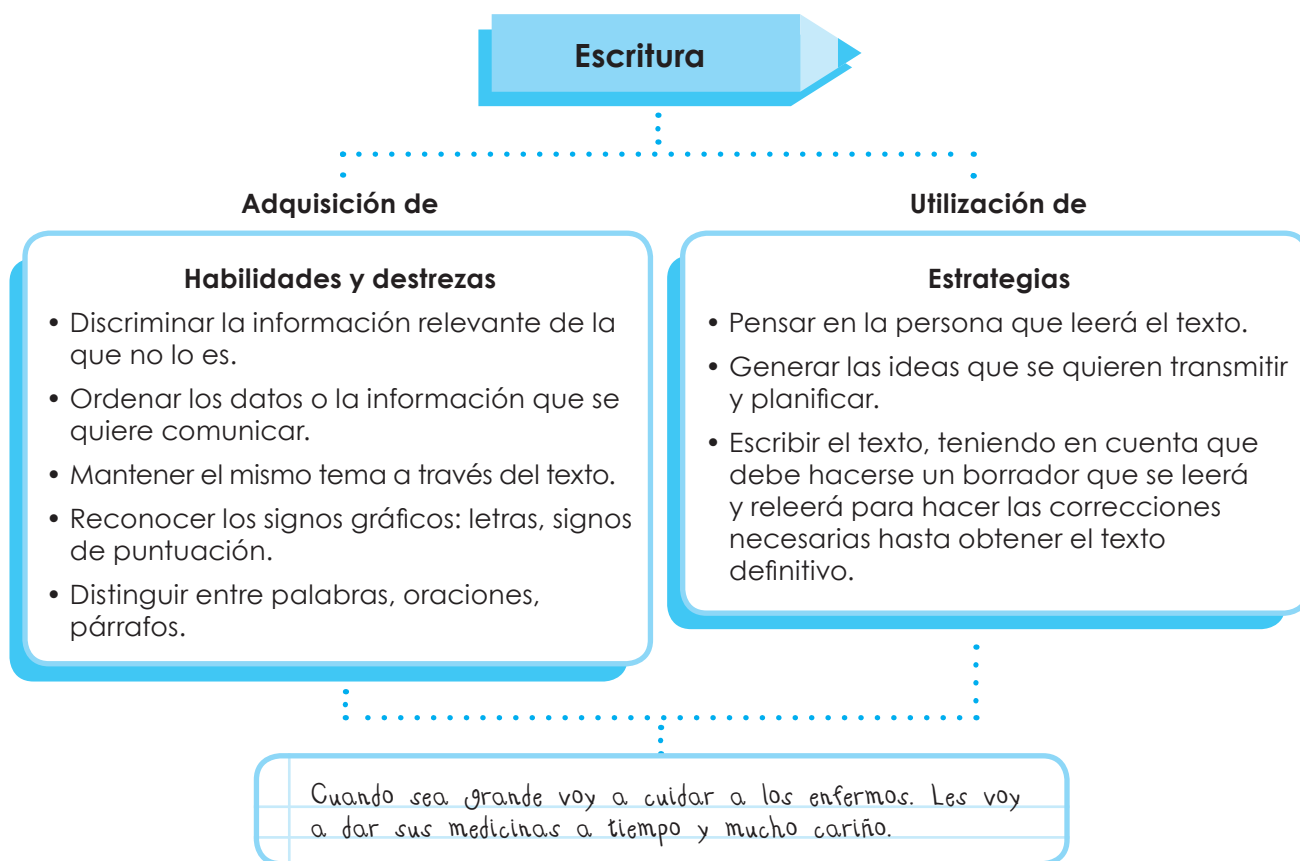 Escritura
Adquisición de
Habilidades y destrezas
• Discriminar la información relevante de la
que no lo es.
• Ordenar los datos o la información que se
quiere comunicar.
• Mantener el mismo tema a través del texto.
• Reconocer los signos gráficos: letras, signos
de puntuación.
• Distinguir entre palabras, oraciones,
párrafos.
Utilización de
Estrategias
• Pensar en la persona que leerá el texto.
• Generar las ideas que se quieren transmitir
y planificar.
• Escribir el texto, teniendo en cuenta que
debe hacerse un borrador que se leerá
y releerá para hacer las correcciones
necesarias hasta obtener el texto
definitivo.
Cuando sea grande voy a cuidar a los enfermos. Les voy
a dar sus medicinas a tiempo y mucho cariño.